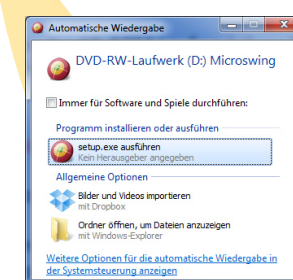 Automatische Wiedergabe
DVD-RW-Laufwerk (D:) Microswing
Immer für Software und Spiele durchführen:
Programm installieren oder ausführen
setup.exe ausführen
Kein Herausgeber angegeben
Allgemeine Optionen
Bilder und Videos importieren
mit Dropbox
Ordner öffnen, um Dateien anzuzeigen
mit Windows-Explorer
Weitere Optionen für die automatische Wiedergabe in
der Systemsteuerung anzeigen